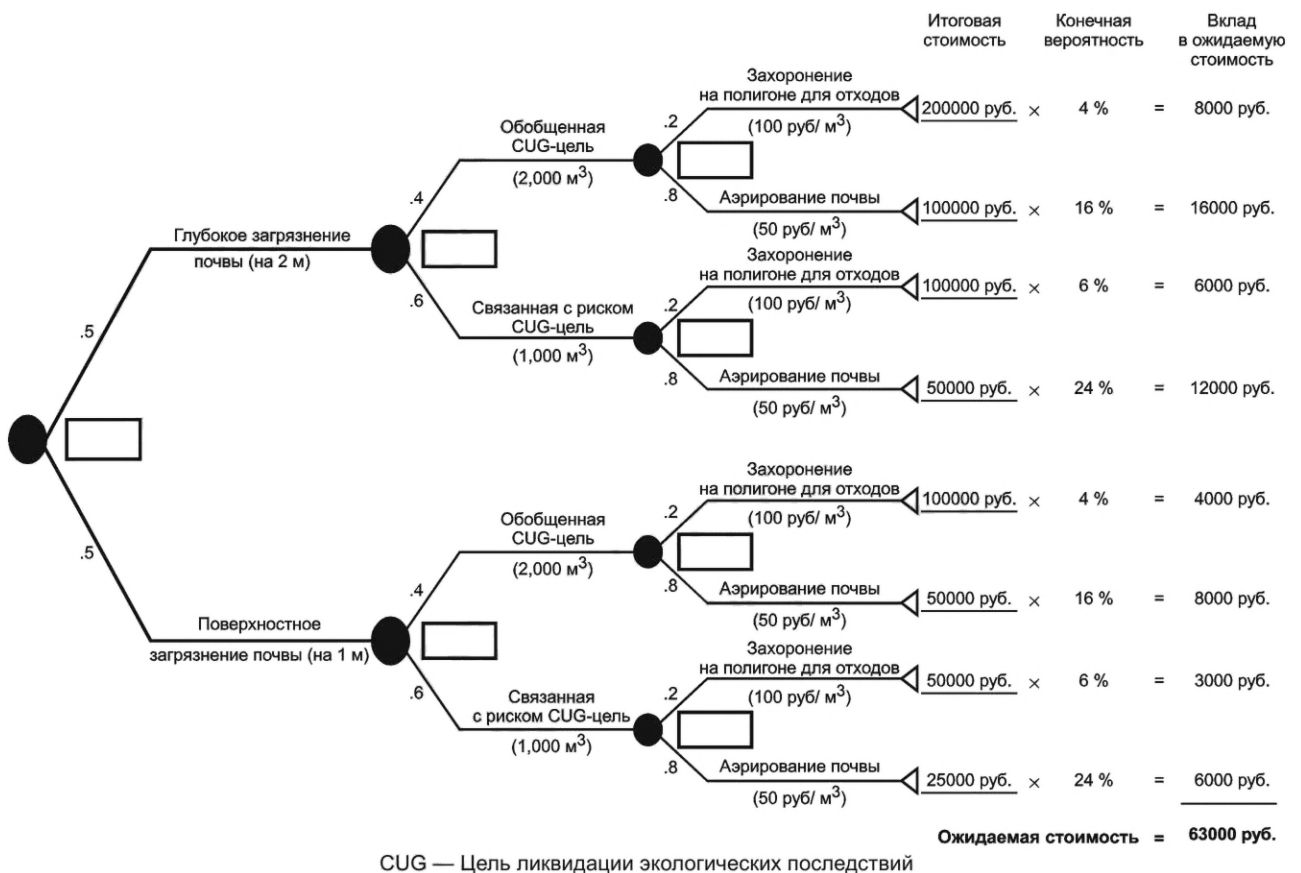 Итоговая
стоимость
Конечная
вероятность
Вклад
в ожидаемую
стоимость
Захоронение
на полигоне для отходов
.2
(100 руб/ м³)
200000 руб. × 4 % = 8000 руб.
Обобщенная
CUG-цель
(2,000 м³)
.4
Аэрирование почвы
.8
(50 руб/ м³)
100000 руб. × 16 % = 16000 руб.
Глубокое загрязнение
почвы (на 2 м)
.5
Захоронение
на полигоне для отходов
.2
(100 руб/ м³)
100000 руб. × 6 % = 6000 руб.
.6
Связанная с риском
CUG-цель
(1,000 м³)
Аэрирование почвы
.8
(50 руб/ м³)
50000 руб. × 24 % = 12000 руб.
Захоронение
на полигоне для отходов
.2
(100 руб/ м³)
100000 руб. × 4 % = 4000 руб.
Обобщенная
CUG-цель
(2,000 м³)
.4
.5
Аэрирование почвы
.8
(50 руб/ м³)
50000 руб. × 16 % = 8000 руб.
Поверхностное
загрязнение почвы (на 1 м)
Захоронение
на полигоне для отходов
.2
(100 руб/ м³)
50000 руб. × 6 % = 3000 руб.
.6
Связанная
с риском CUG-цель
(1,000 м³)
Аэрирование почвы
.8
(50 руб/ м³)
25000 руб. × 24 % = 6000 руб.
Ожидаемая стоимость = 63000 руб.
CUG — Цель ликвидации экологических последствий